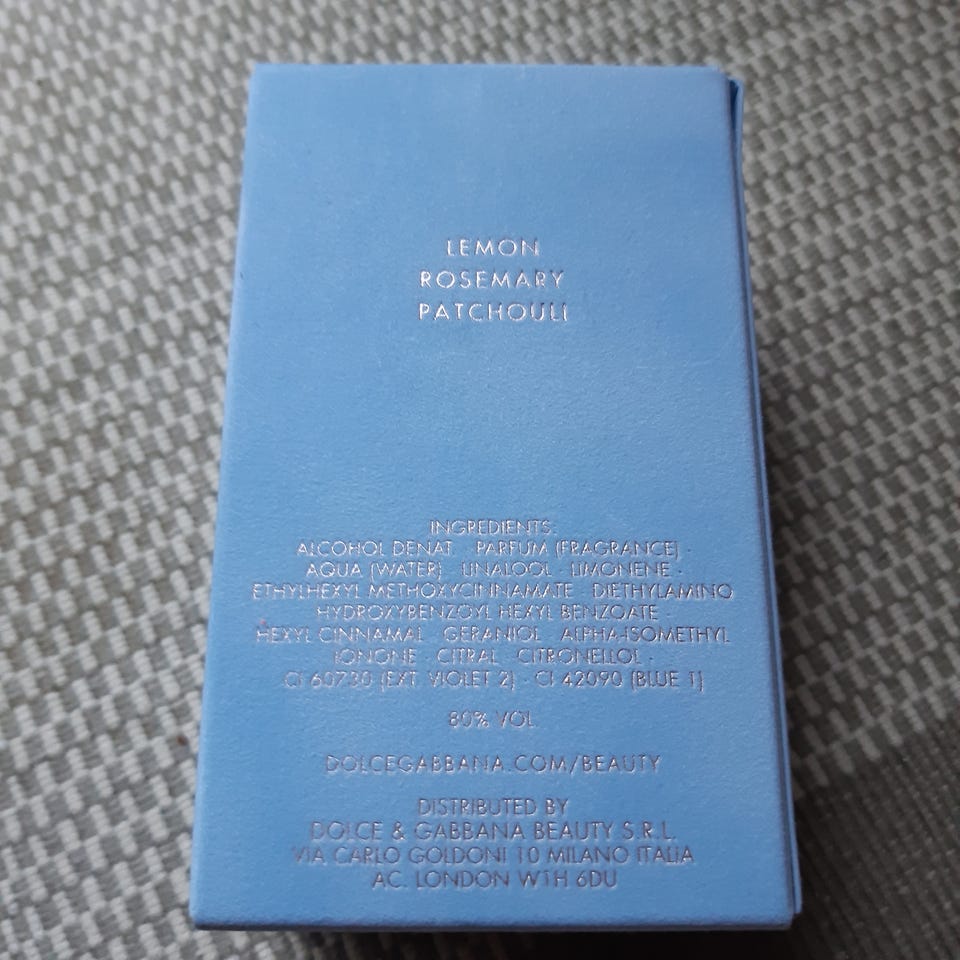 LEMON
ROSEMARY
PATCHOULI
INGREDIENTS:
ALCOHOL DENAT · PARFUM (FRAGRANCE) ·
AQUA (WATER) · LINALOOL · LIMONENE ·
ETHYLHEXYL METHOXYCINNAMATE · DIETHYLAMINO
HYDROXYBENZOYL HEXYL BENZOATE ·
HEXYL CINNAMAL · GERANIOL · ALPHA-ISOMETHYL
IONONE · CITRAL · CITRONELLOL ·
CI 60730 (EXT. VIOLET 2) · CI 42090 (BLUE 1)
80% VOL
DOLCEGABBANA.COM/BEAUTY
DISTRIBUTED BY
DOLCE & GABBANA BEAUTY S.R.L.
VIA CARLO GOLDONI 10 MILANO ITALIA
AC. LONDON W1H 6DU